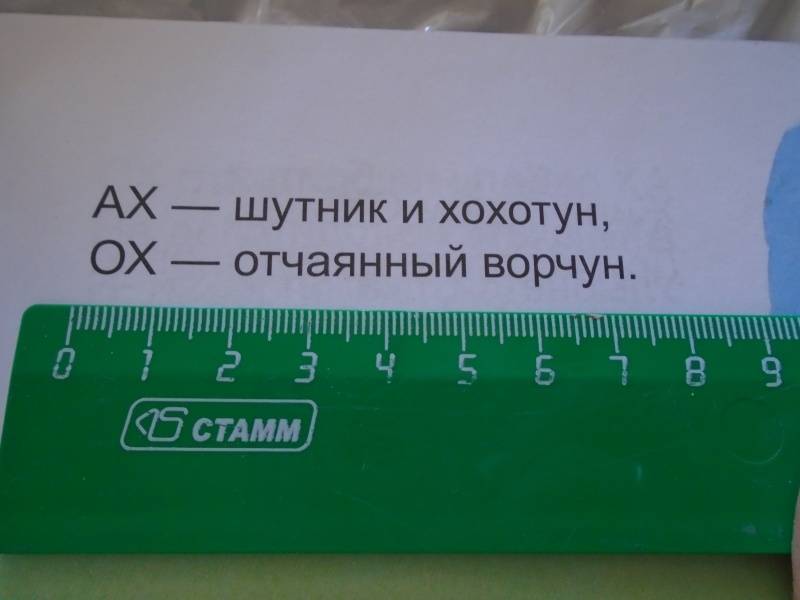 АХ — шутник и хохотун,
ОХ — отчаянный ворчун.
0 1 2 3 4 5 6 7 8 9
СТАММ